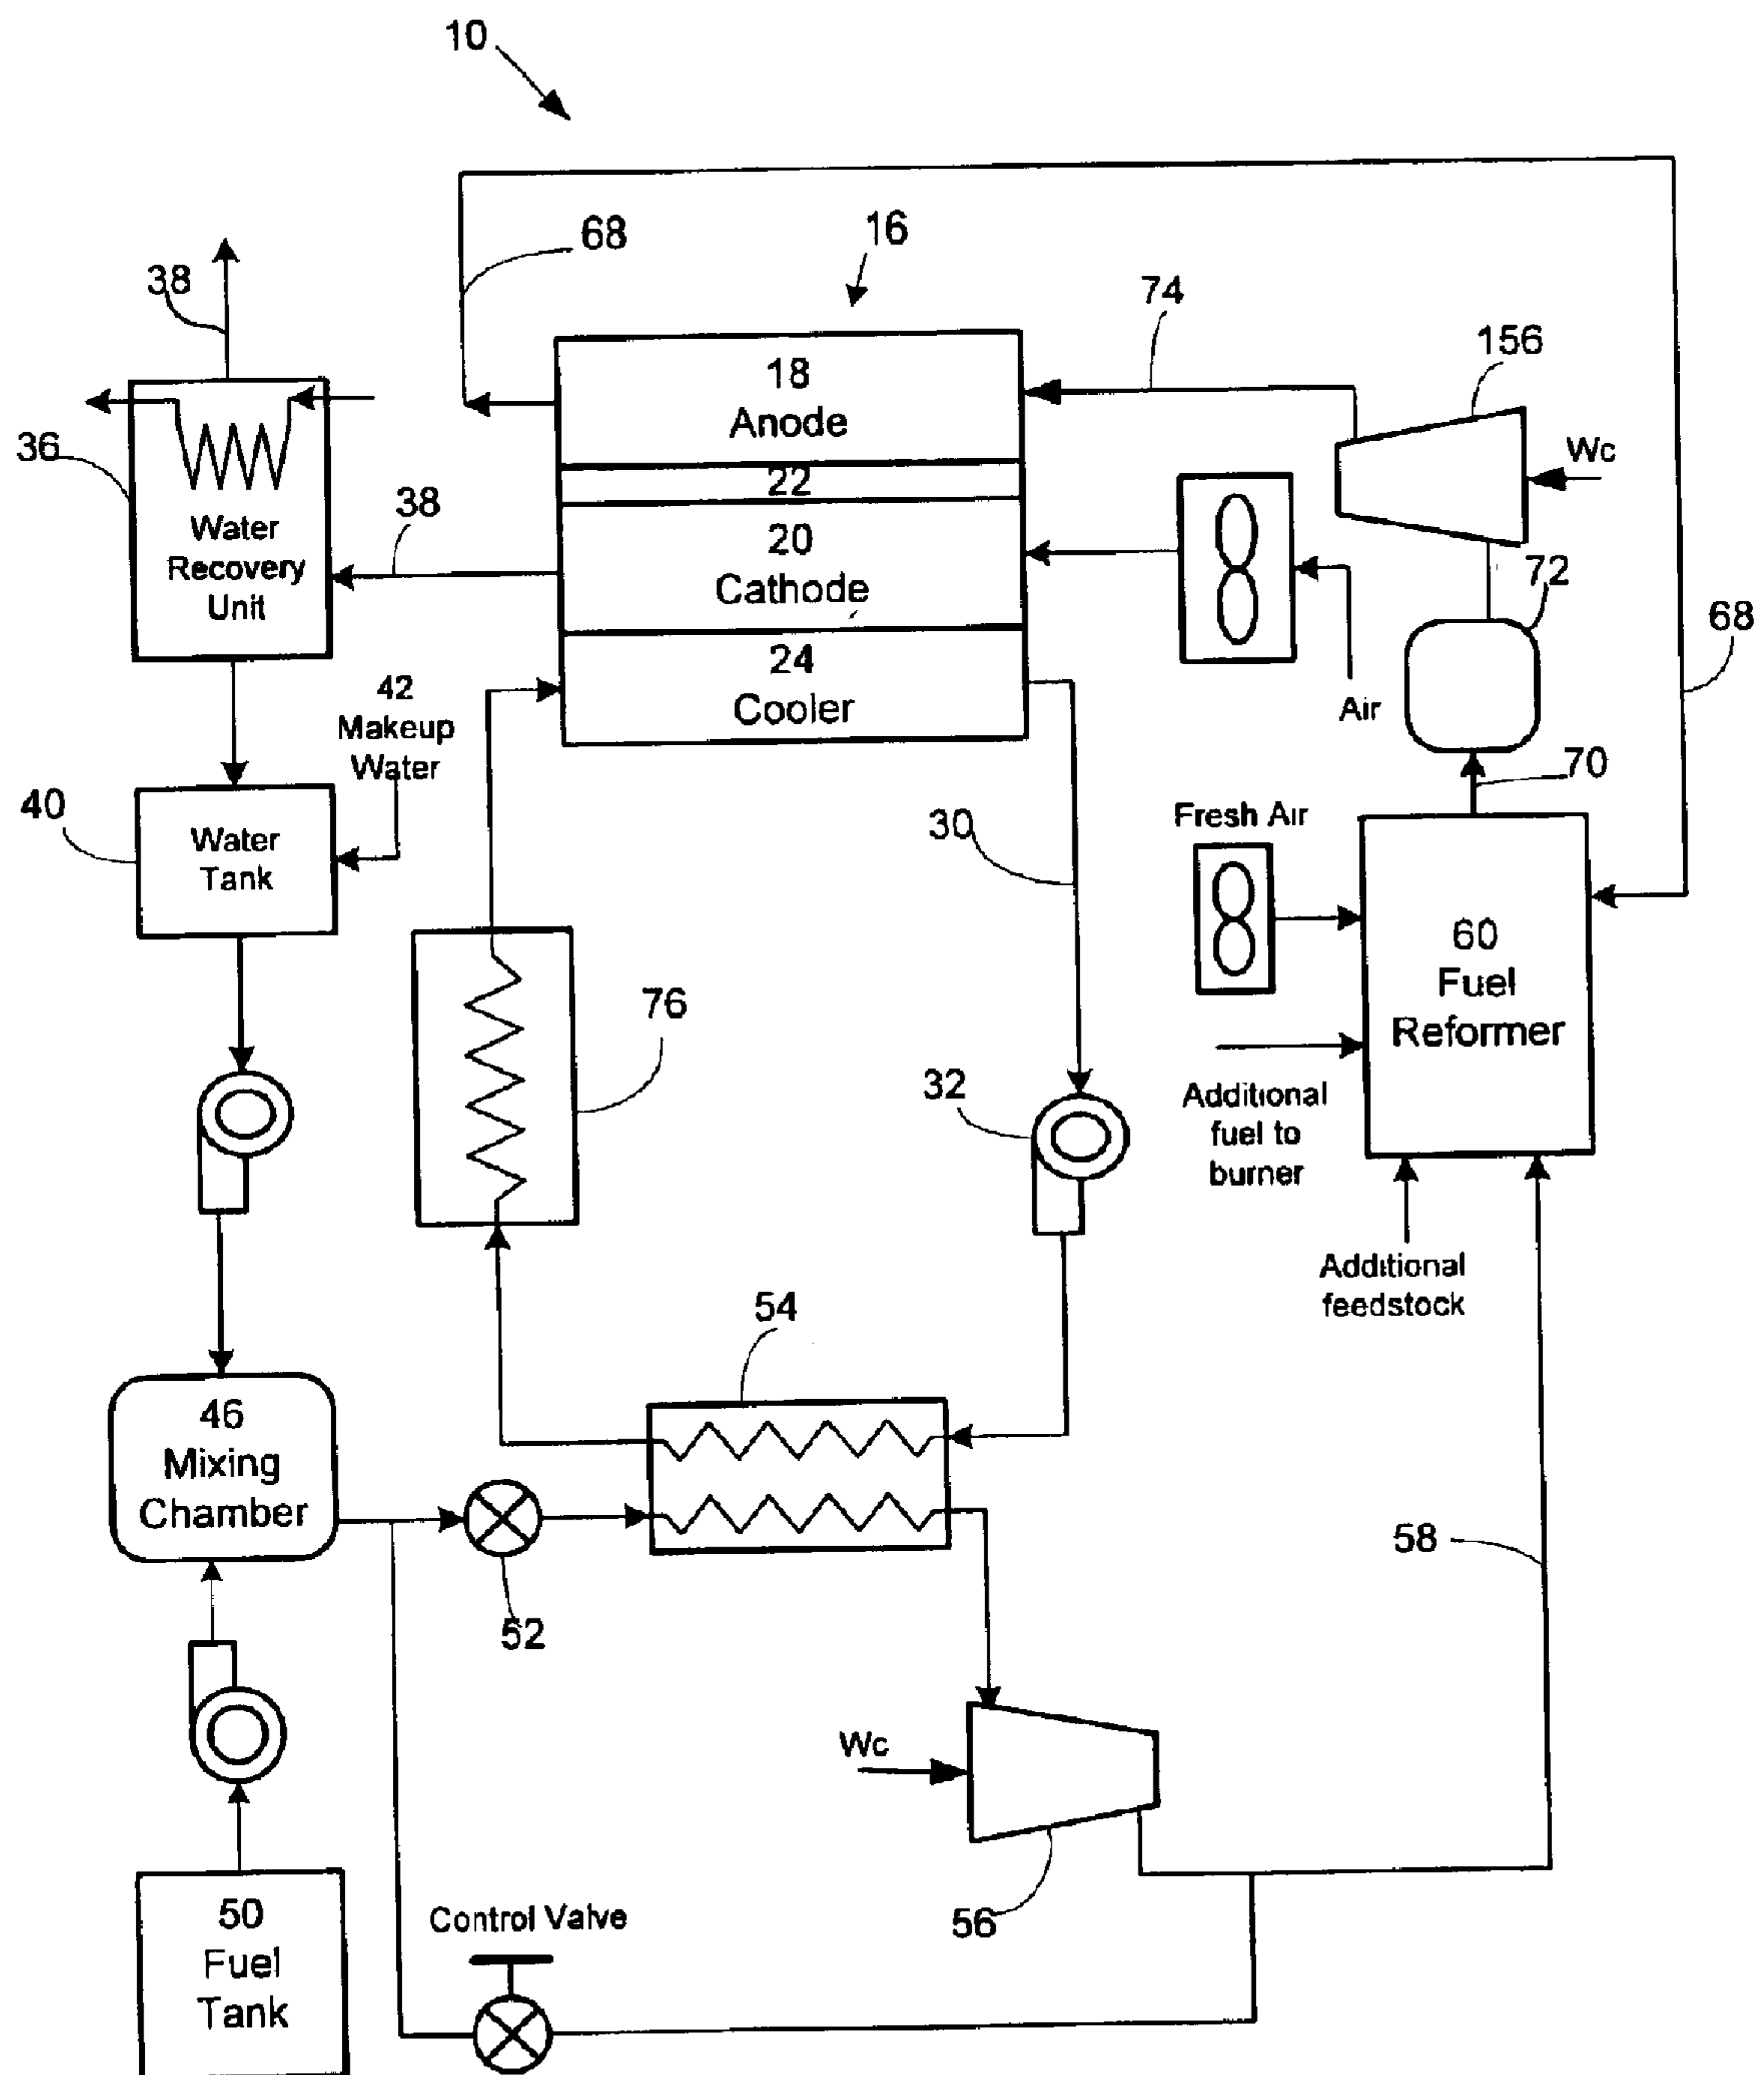 10
68
16
38
74
156
18
Anode
Wc
36
22
38
Water
Recovery
Unit
20
Cathode
72
68
24
Cooler
Air
42
Makeup
Water
70
40
Water
Tank
30
Fresh Air
60
Fuel
Reformer
76
32
Additional
fuel to
burner
Additional
feedstock
54
46
Mixing
Chamber
58
52
Wc
56
Control Valve
50
Fuel
Tank